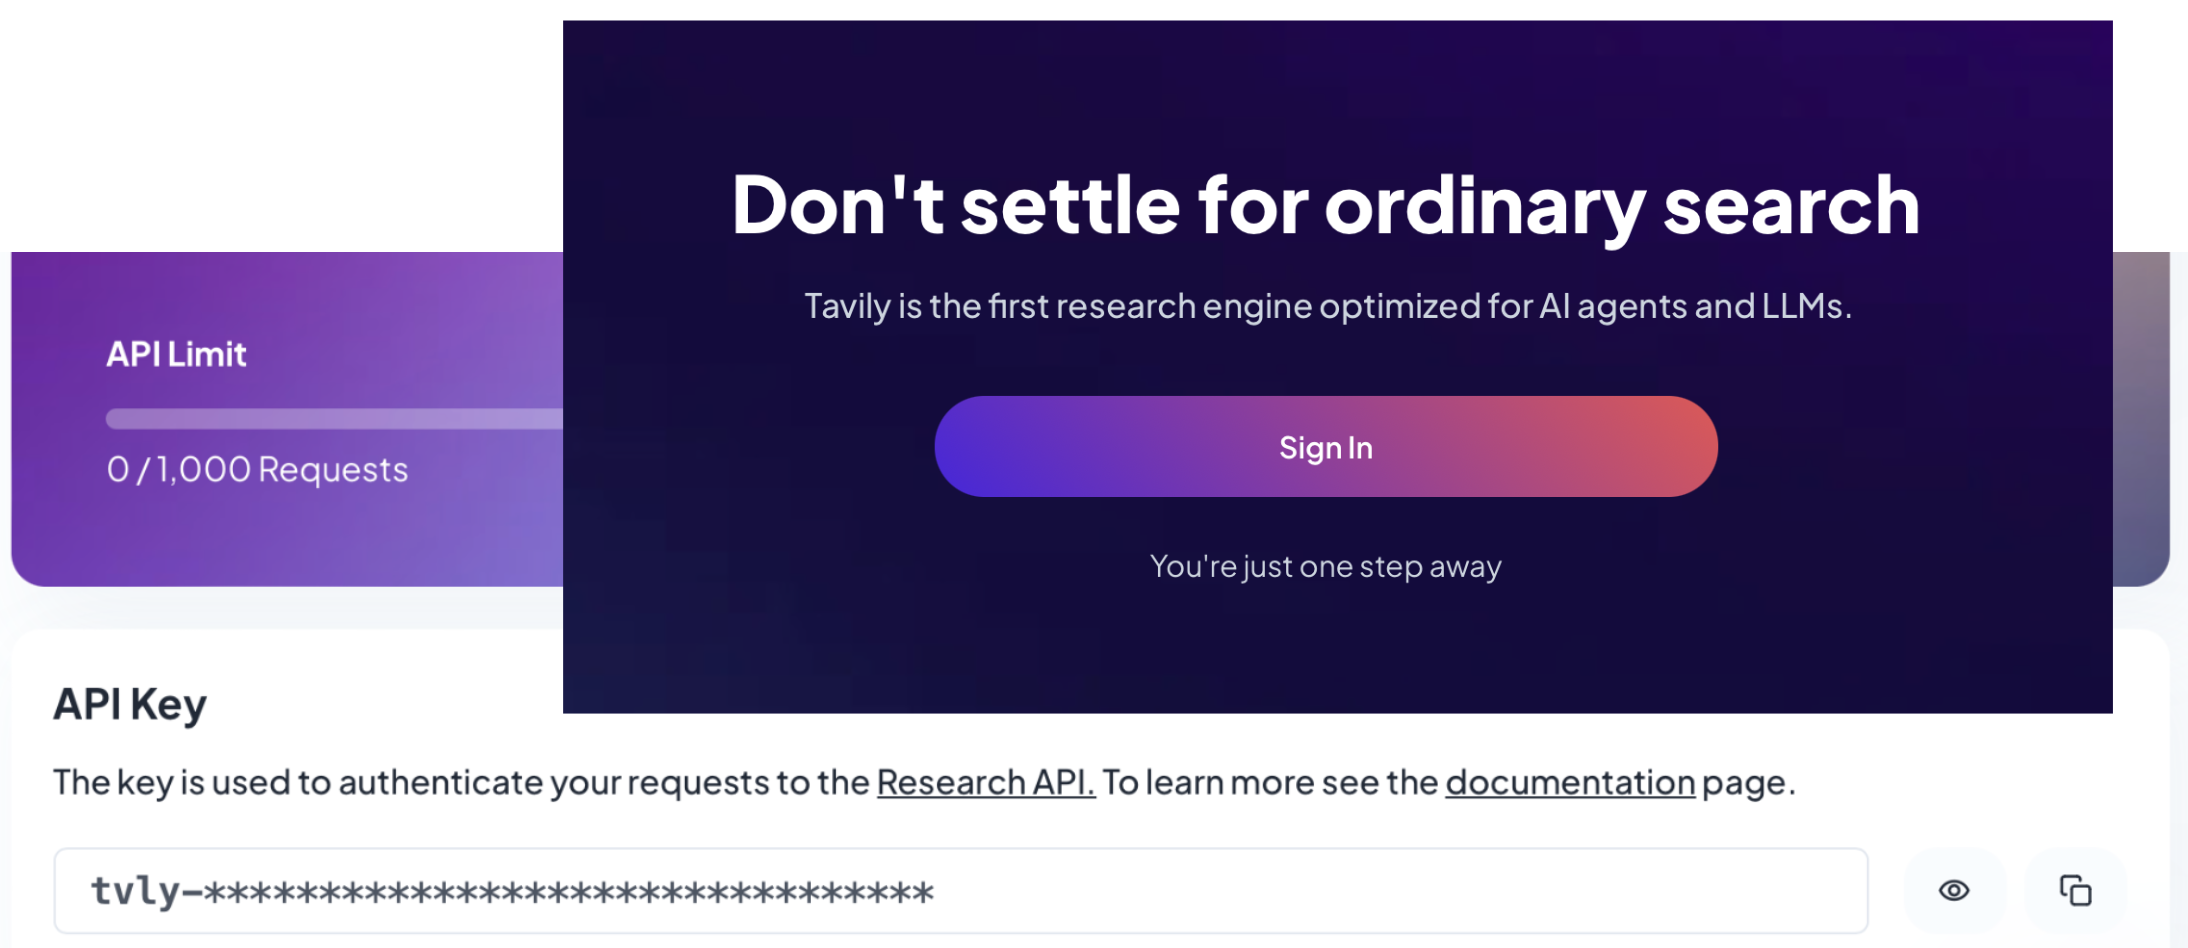 Don't settle for ordinary search
Tavily is the first research engine optimized for AI agents and LLMs.
Sign In
You're just one step away
API Limit
0 / 1,000 Requests
API Key
The key is used to authenticate your requests to the Research API. To learn more see the documentation page.
tvly-********************************